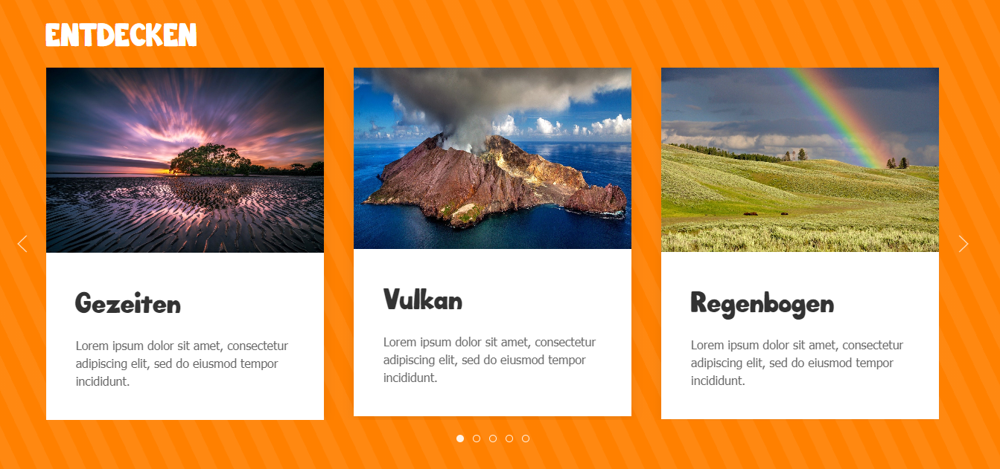 ENTDECKEN
Gezeiten
Lorem ipsum dolor sit amet, consectetur
adipiscing elit, sed do eiusmod tempor
incididunt.
Vulkan
Lorem ipsum dolor sit amet, consectetur
adipiscing elit, sed do eiusmod tempor
incididunt.
Regenbogen
Lorem ipsum dolor sit amet, consectetur
adipiscing elit, sed do eiusmod tempor
incididunt.